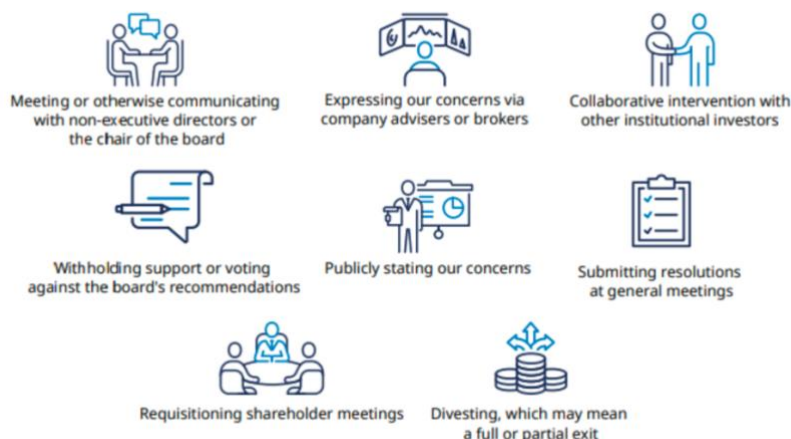 Meeting or otherwise communicating
with non-executive directors or
the chair of the board
Expressing our concerns via
company advisers or brokers
Collaborative intervention with
other institutional investors
Withholding support or voting
against the board's recommendations
Publicly stating our concerns
Submitting resolutions
at general meetings
Requisitioning shareholder meetings
Divesting, which may mean
a full or partial exit